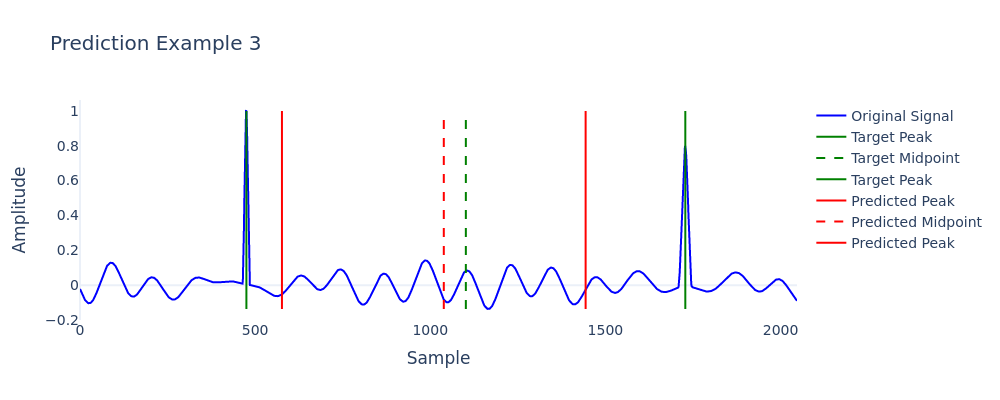 Prediction Example 3
Amplitude
1
0.8
0.6
0.4
0.2
0
−0.2
0
500
1000
1500
2000
Sample
Original Signal
Target Peak
Target Midpoint
Target Peak
Predicted Peak
Predicted Midpoint
Predicted Peak